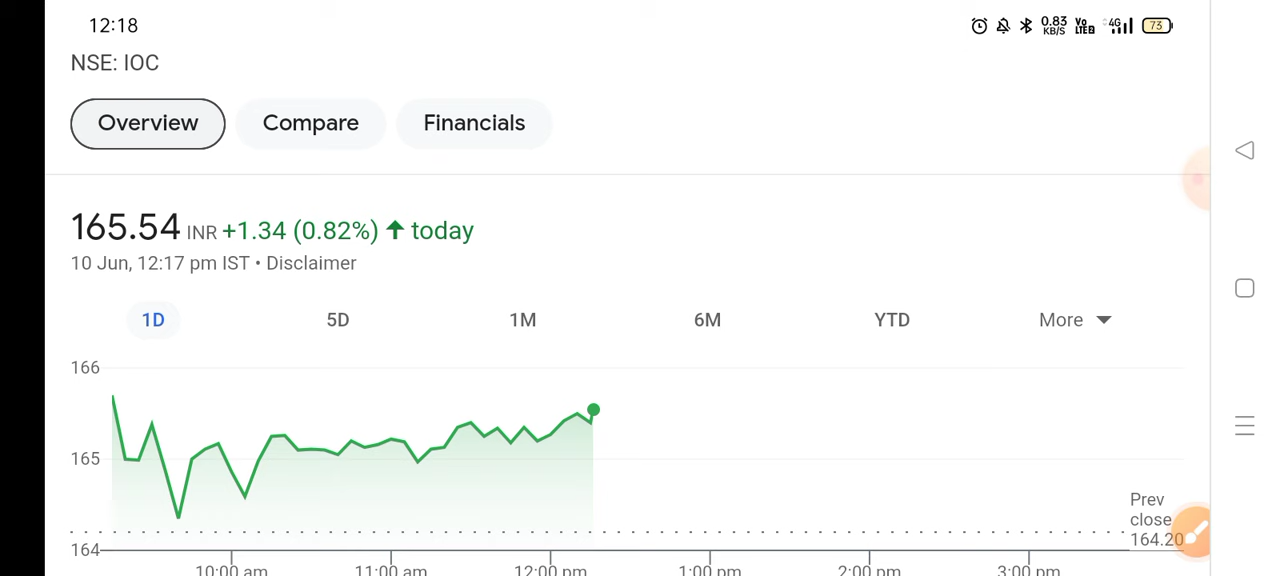 12:18 0.83 KB/S Vo LTE2 4G 73
NSE: IOC
Overview Compare Financials
165.54 INR +1.34 (0.82%) ↑ today
10 Jun, 12:17 pm IST • Disclaimer
1D 5D 1M 6M YTD More
166
165
Prev
close
164.20
164
10:00 am 11:00 am 12:00 pm 1:00 pm 2:00 pm 3:00 pm